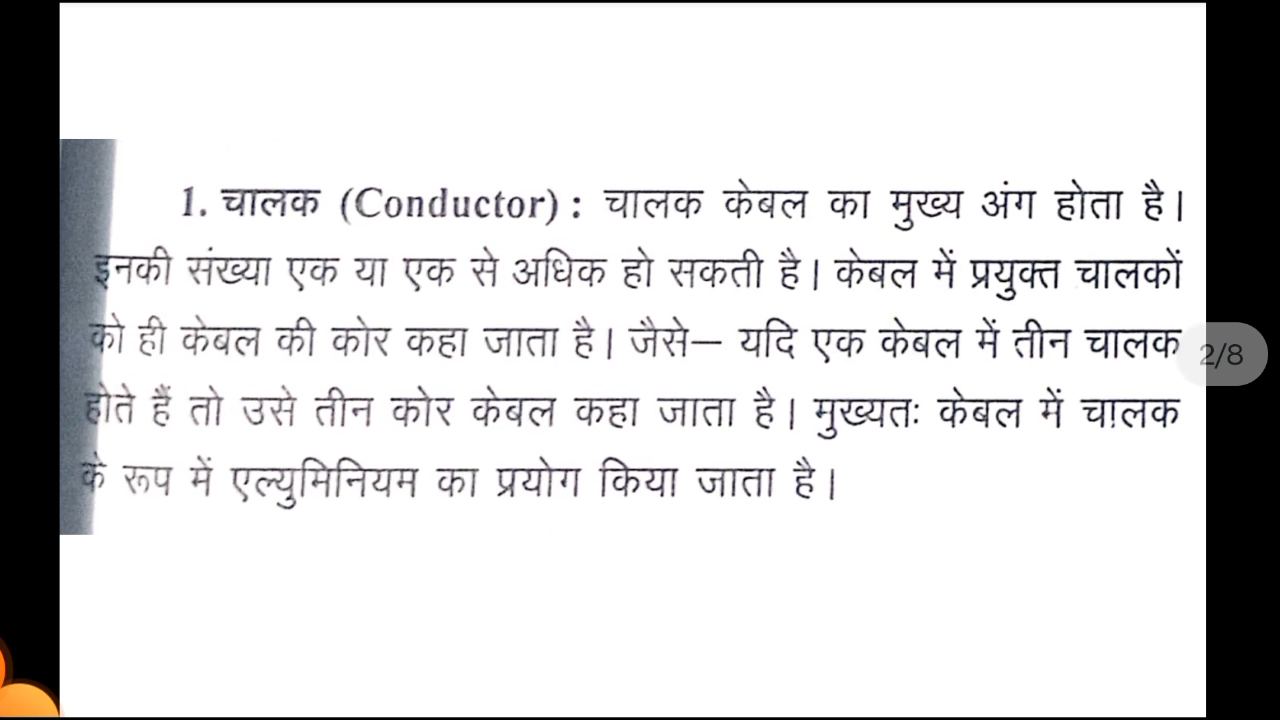 1. चालक (Conductor) : चालक केबल का मुख्य अंग होता है।
इनकी संख्या एक या एक से अधिक हो सकती है। केबल में प्रयुक्त चालकों
को ही केबल की कोर कहा जाता है। जैसे– यदि एक केबल में तीन चालक
होते हैं तो उसे तीन कोर केबल कहा जाता है। मुख्यतः केबल में चालक
के रूप में एल्युमिनियम का प्रयोग किया जाता है।
2/8